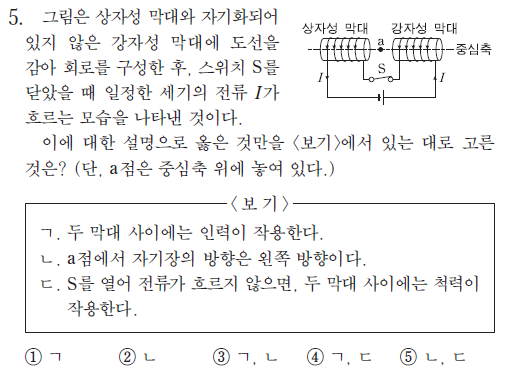 5. 그림은 상자성 막대와 자기화되어
있지 않은 강자성 막대에 도선을
감아 회로를 구성한 후, 스위치 S를
닫았을 때 일정한 세기의 전류 I가
흐르는 모습을 나타낸 것이다.
상자성 막대 강자성 막대
a
중심축
S
I
I
이에 대한 설명으로 옳은 것만을 <보기>에서 있는 대로 고른
것은? (단, a점은 중심축 위에 놓여 있다.)
<보 기>
ㄱ. 두 막대 사이에는 인력이 작용한다.
ㄴ. a점에서 자기장의 방향은 왼쪽 방향이다.
ㄷ. S를 열어 전류가 흐르지 않으면, 두 막대 사이에는 척력이
작용한다.
① ㄱ ② ㄴ ③ ㄱ, ㄴ ④ ㄱ, ㄷ ⑤ ㄴ, ㄷ